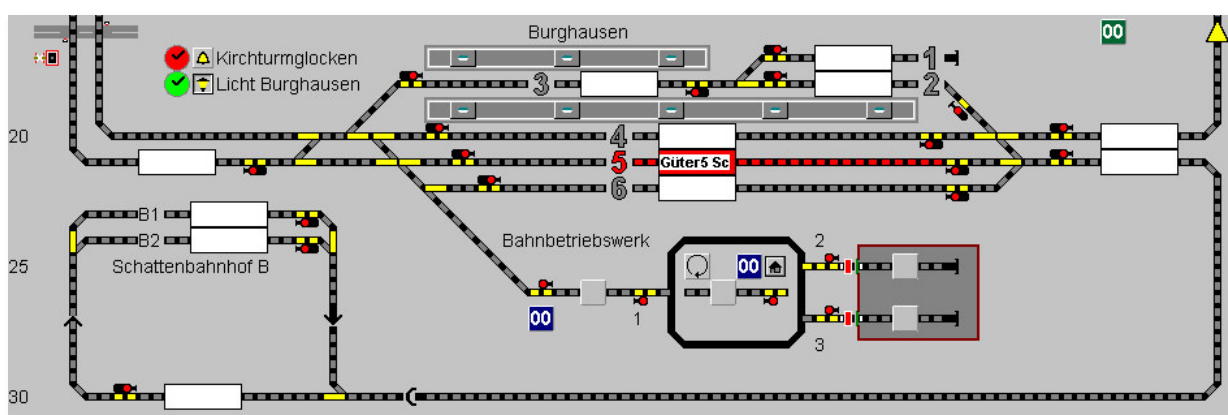 Burghausen
00
Kirchturmglocken
1
Licht Burghausen
3
2
20
4
5
Güter5 Sc
6
B1
B2
Bahnbetriebswerk
2
25
Schattenbahnhof B
00
00
1
3
30